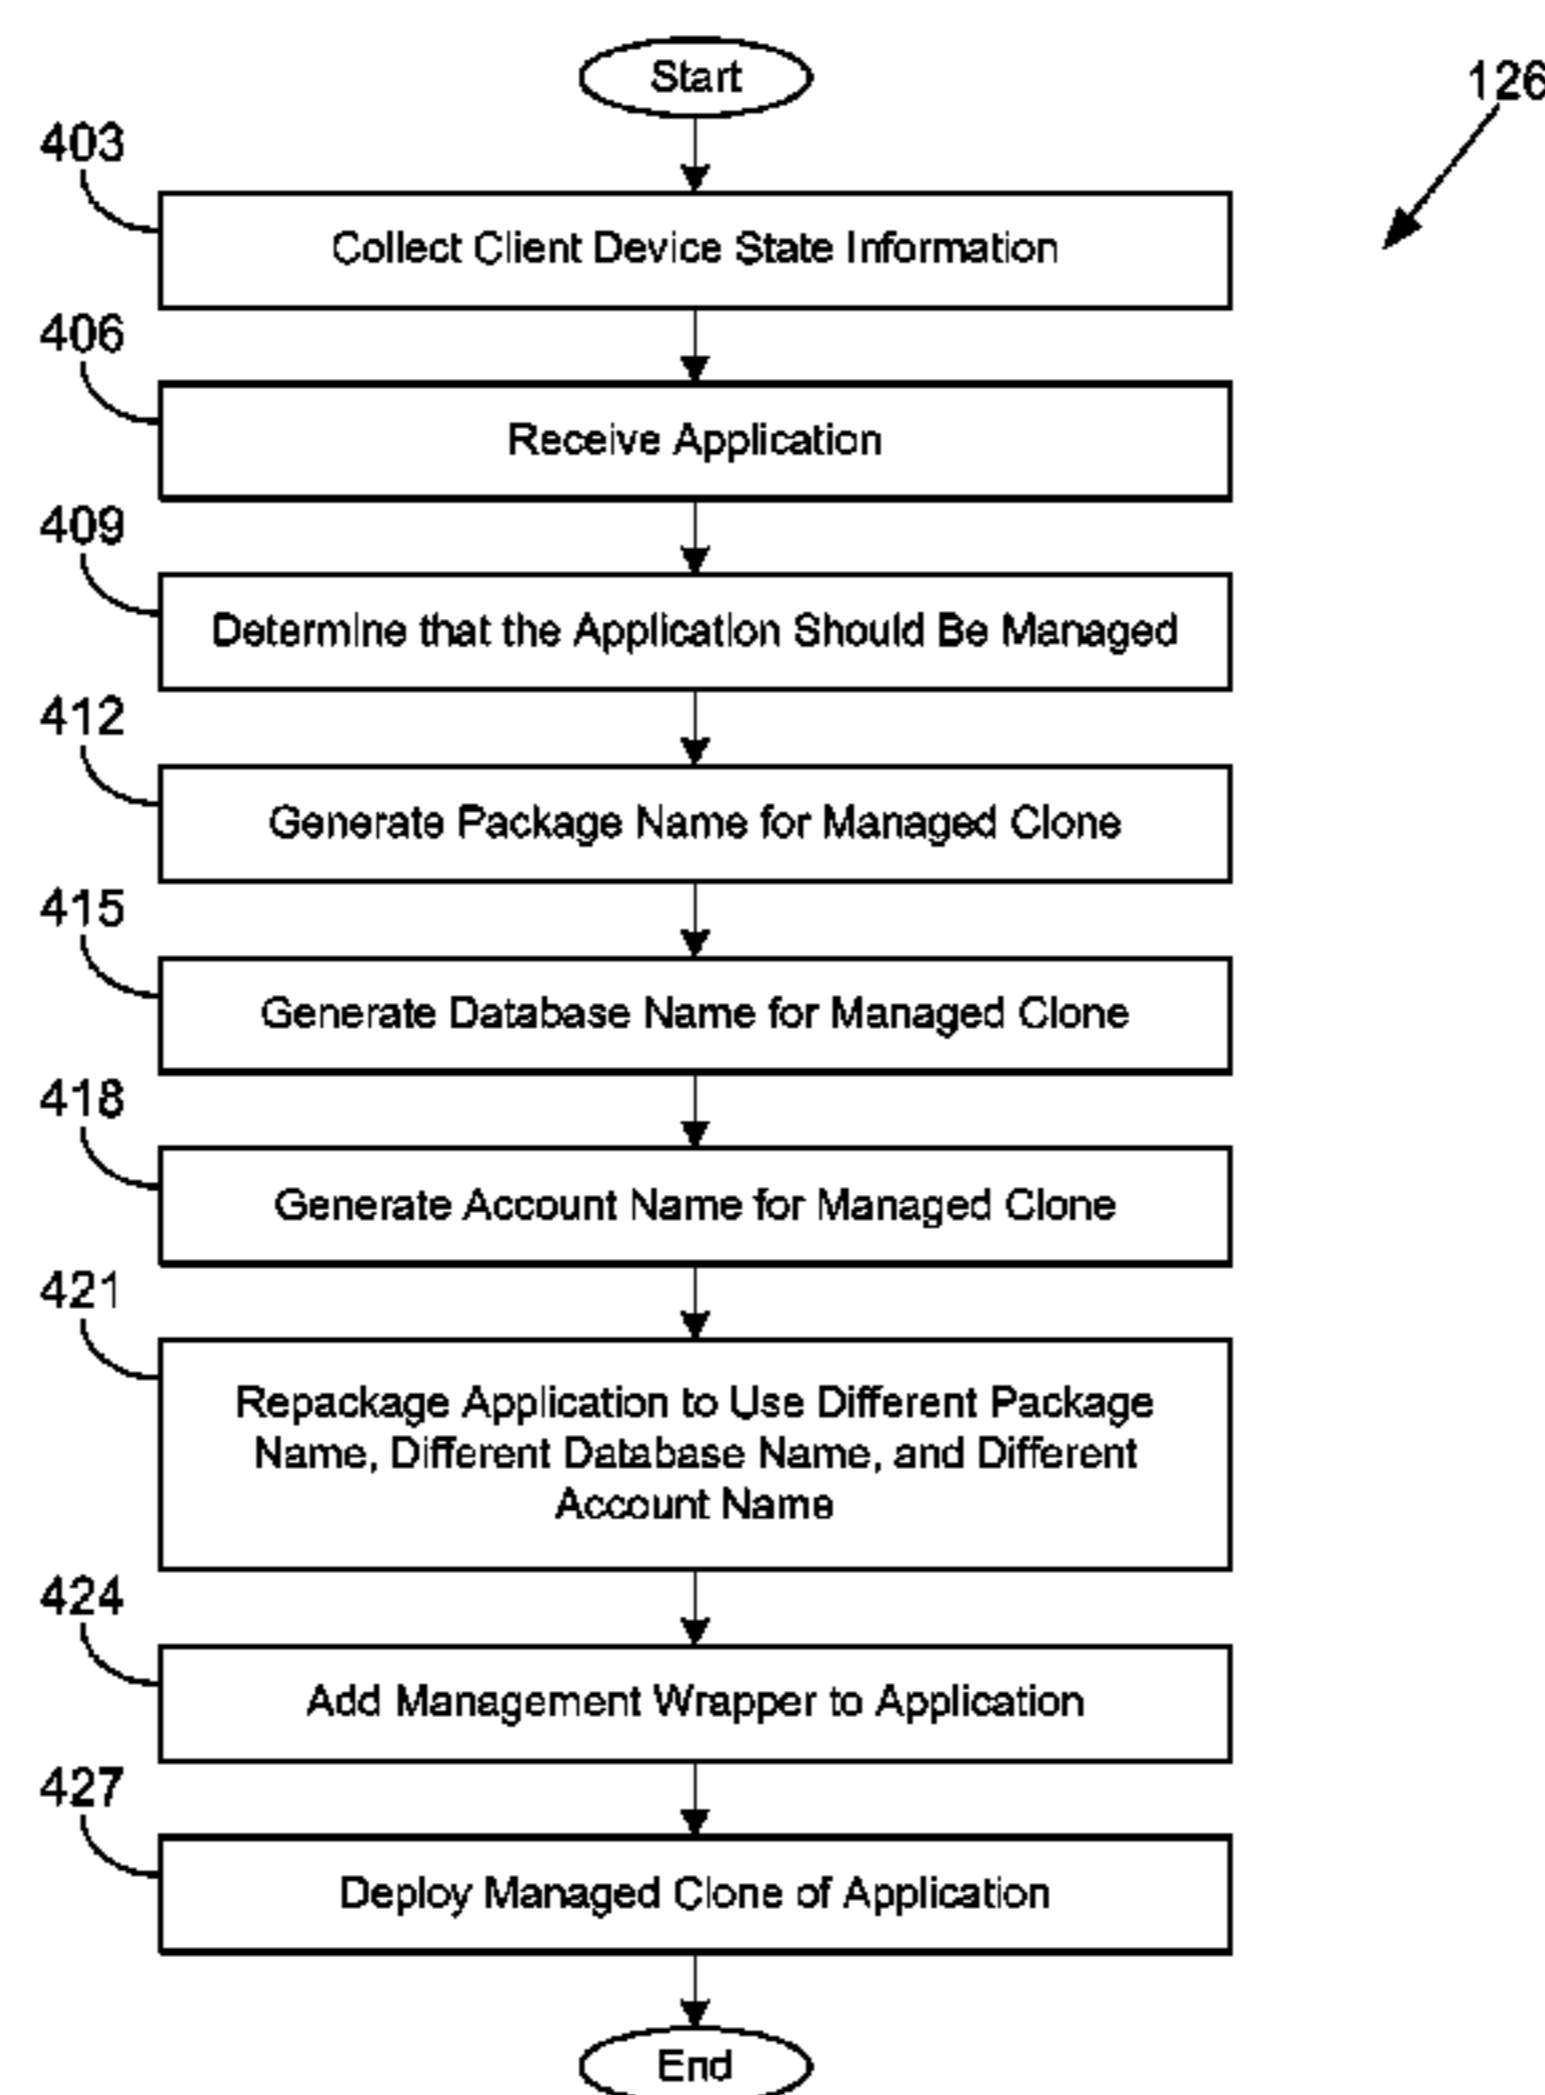 Start
126
403
Collect Client Device State Information
406
Receive Application
409
Determine that the Application Should Be Managed
412
Generate Package Name for Managed Clone
415
Generate Database Name for Managed Clone
418
Generate Account Name for Managed Clone
421
Repackage Application to Use Different Package
Name, Different Database Name, and Different
Account Name
424
Add Management Wrapper to Application
427
Deploy Managed Clone of Application
End